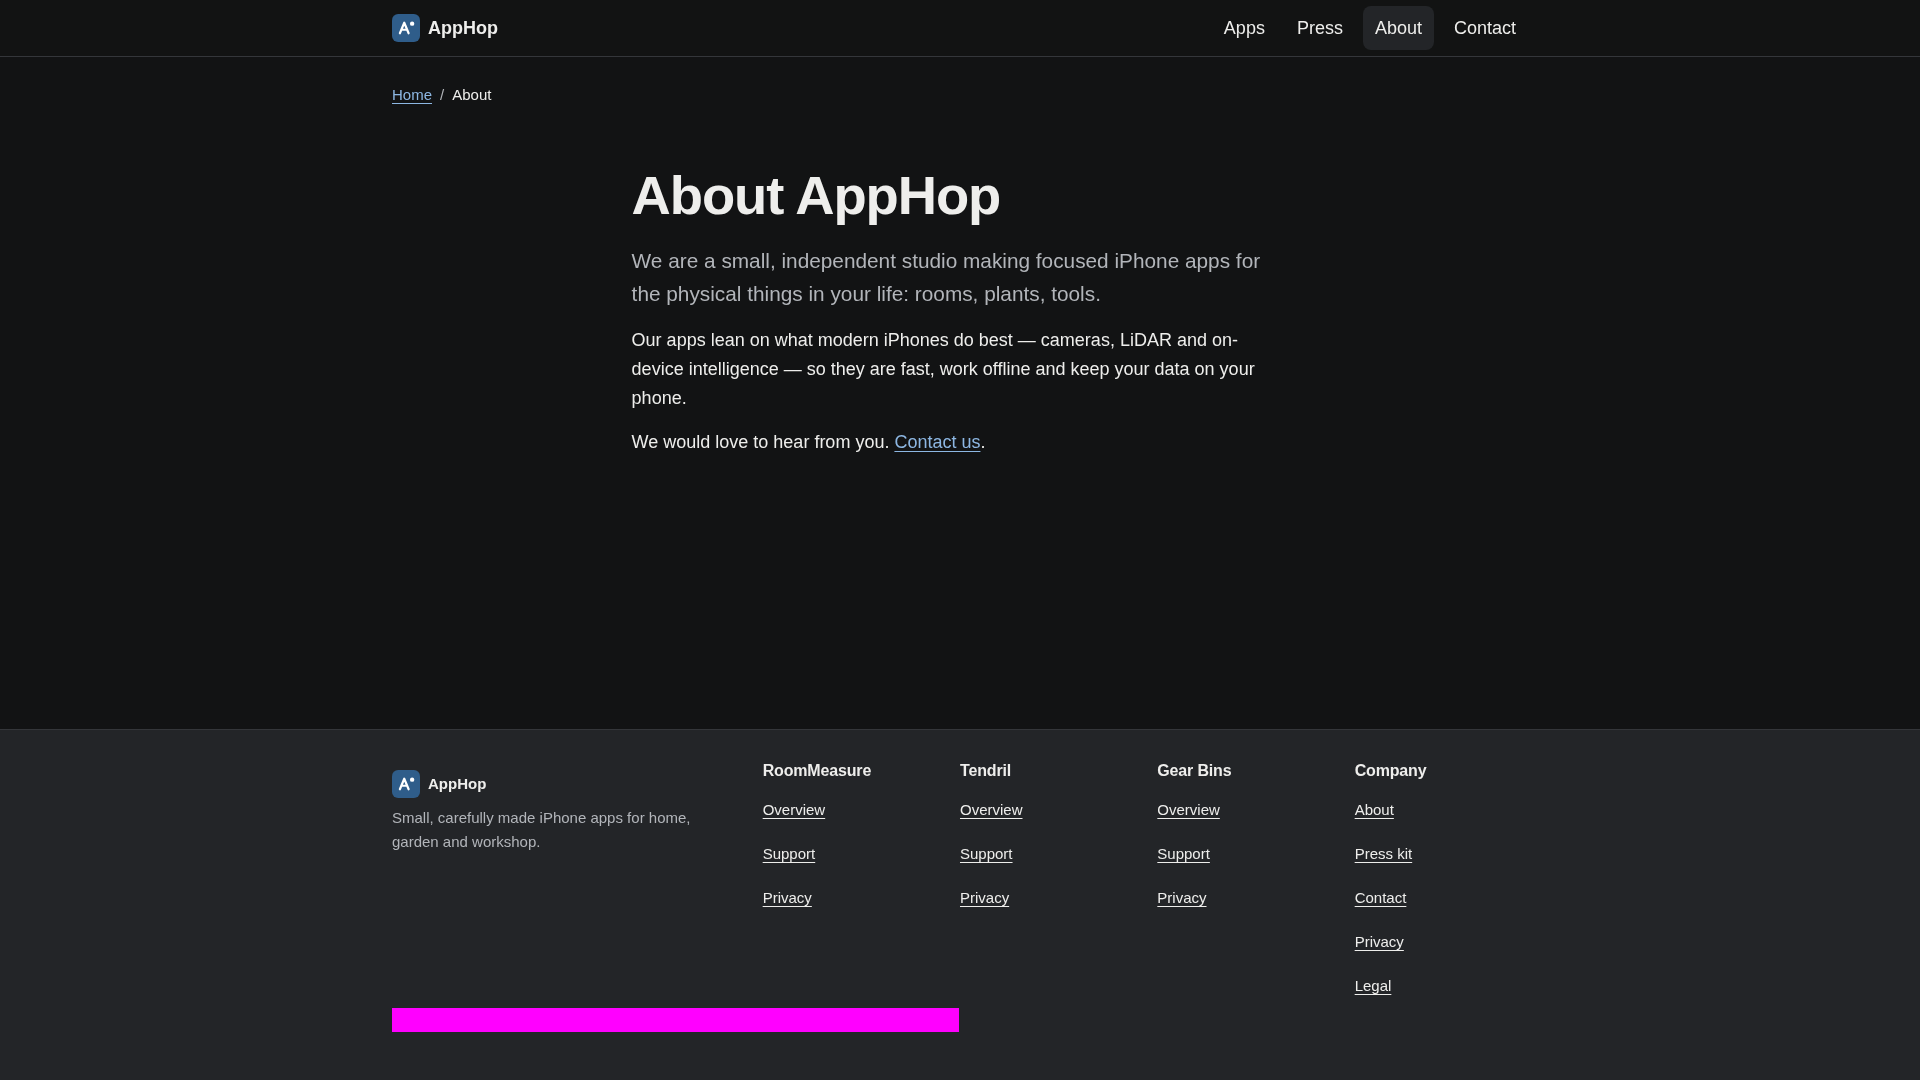 AppHop
Apps
Press
About
Contact
Home / About
About AppHop
We are a small, independent studio making focused iPhone apps for
the physical things in your life: rooms, plants, tools.
Our apps lean on what modern iPhones do best — cameras, LiDAR and on-
device intelligence — so they are fast, work offline and keep your data on your
phone.
We would love to hear from you. Contact us.
AppHop
Small, carefully made iPhone apps for home,
garden and workshop.
RoomMeasure
Overview
Support
Privacy
Tendril
Overview
Support
Privacy
Gear Bins
Overview
Support
Privacy
Company
About
Press kit
Contact
Privacy
Legal